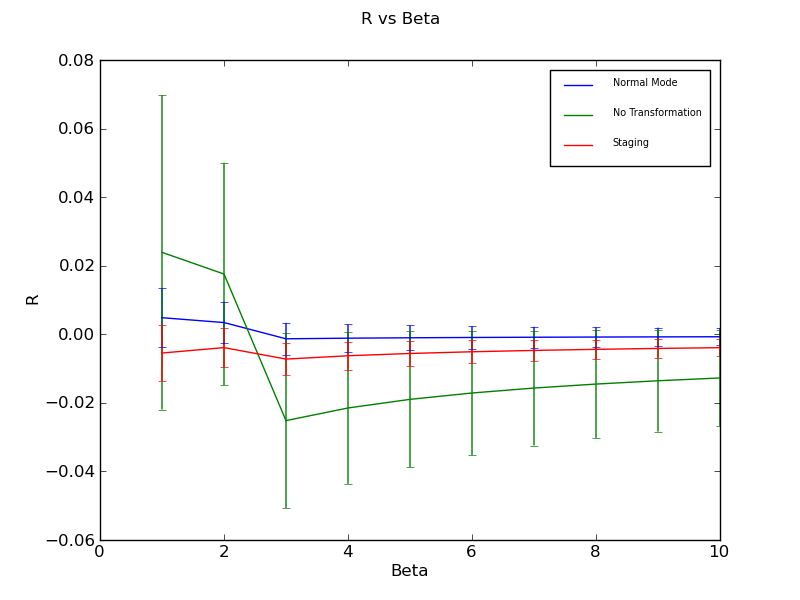 R vs Beta
0.08
0.06
0.04
0.02
0.00
−0.02
−0.04
−0.06
R
0 2 4 6 8 10
Beta
Normal Mode
No Transformation
Staging